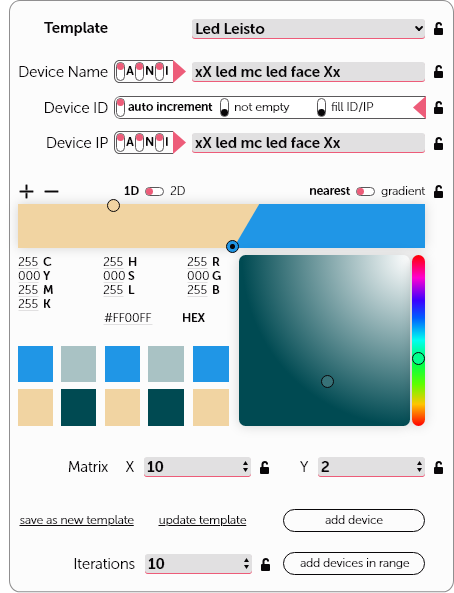 Template Led Leisto
Device Name A N I xX led mc led face Xx
Device ID auto increment not empty fill ID/IP
Device IP A N I xX led mc led face Xx
+ − 1D 2D nearest gradient
255 C 255 H 255 R
000 Y 000 S 000 G
255 M 255 L 255 B
255 K
#FF00FF HEX
Matrix X 10 Y 2
save as new template update template add device
Iterations 10 add devices in range